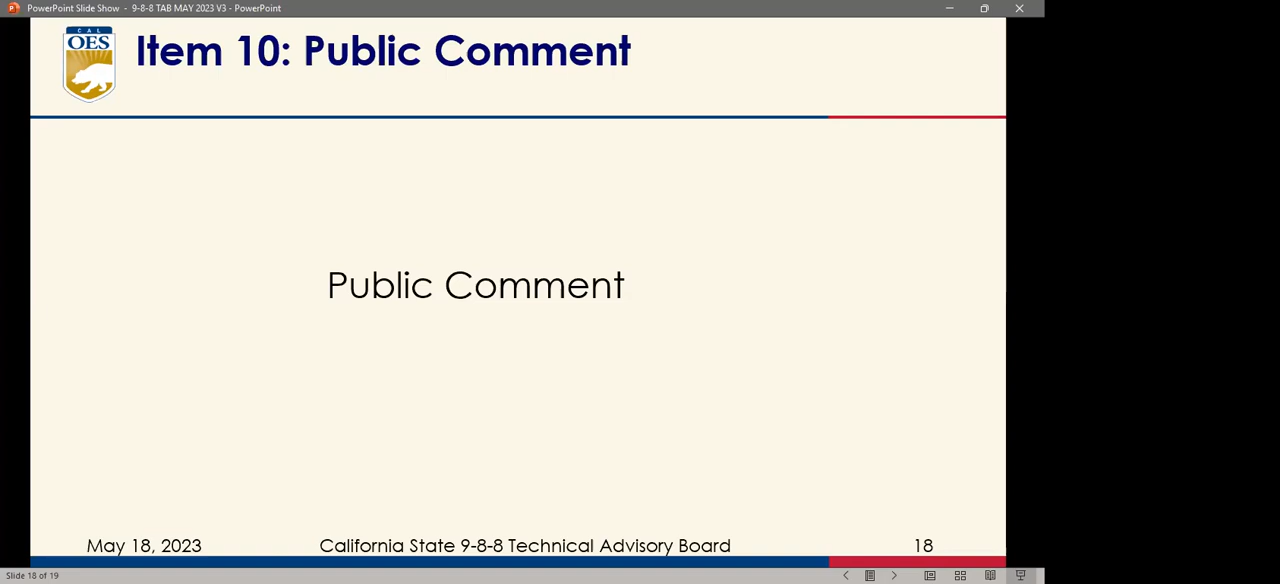 PowerPoint Slide Show - 9-8-8 TAB MAY 2023 V3 - PowerPoint
CAL
OES
Item 10: Public Comment
Public Comment
May 18, 2023
California State 9-8-8 Technical Advisory Board
18
Slide 18 of 19